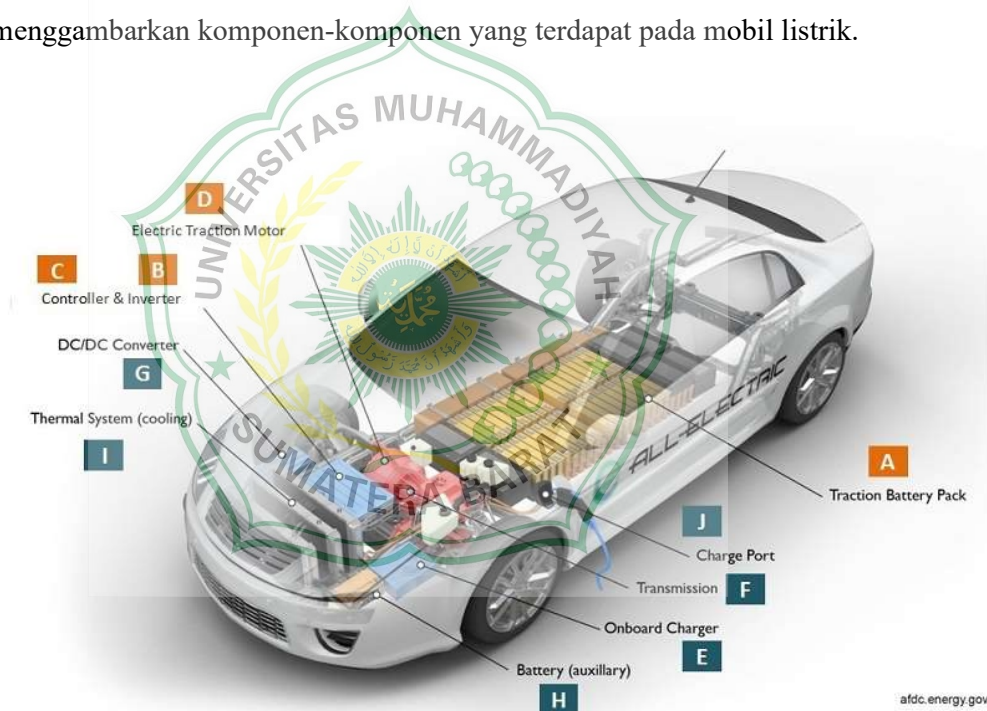 menggambarkan komponen-komponen yang terdapat pada mobil listrik.
UNIVERSITAS MUHAMMADIYAH
SUMATERA BARAT
D
Electric Traction Motor
C B
Controller & Inverter
DC/DC Converter
G
Thermal System (cooling)
I
ALL-ELECTRIC
A
Traction Battery Pack
J
Charge Port
Transmission F
Onboard Charger
E
Battery (auxillary)
H
afdc.energy.gov